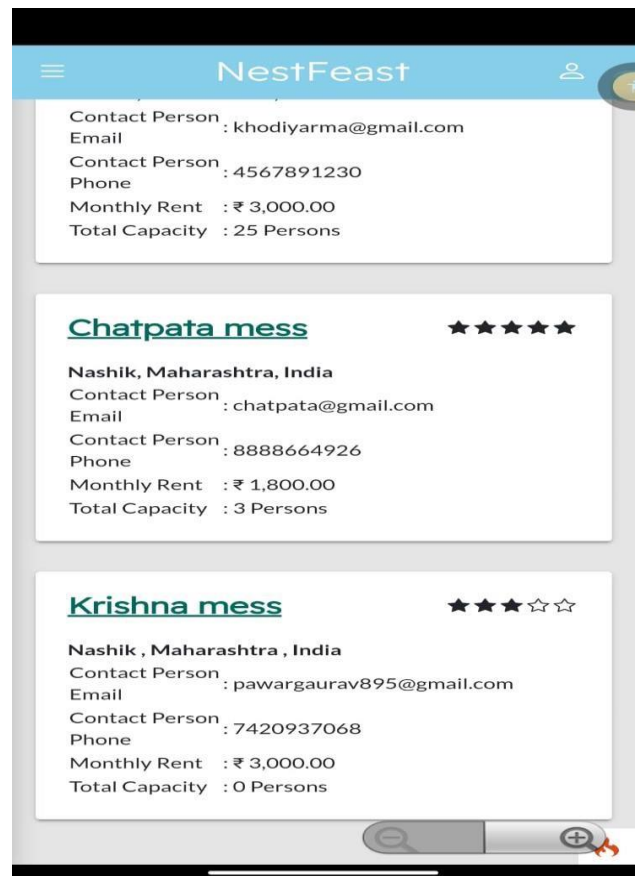 NestFeast
Contact Person
Email : khodiyarma@gmail.com
Contact Person
Phone : 4567891230
Monthly Rent : ₹ 3,000.00
Total Capacity : 25 Persons
Chatpata mess
Nashik, Maharashtra, India
Contact Person
Email : chatpata@gmail.com
Contact Person
Phone : 8888664926
Monthly Rent : ₹ 1,800.00
Total Capacity : 3 Persons
Krishna mess
Nashik , Maharashtra , India
Contact Person
Email : pawargaurav895@gmail.com
Contact Person
Phone : 7420937068
Monthly Rent : ₹ 3,000.00
Total Capacity : 0 Persons